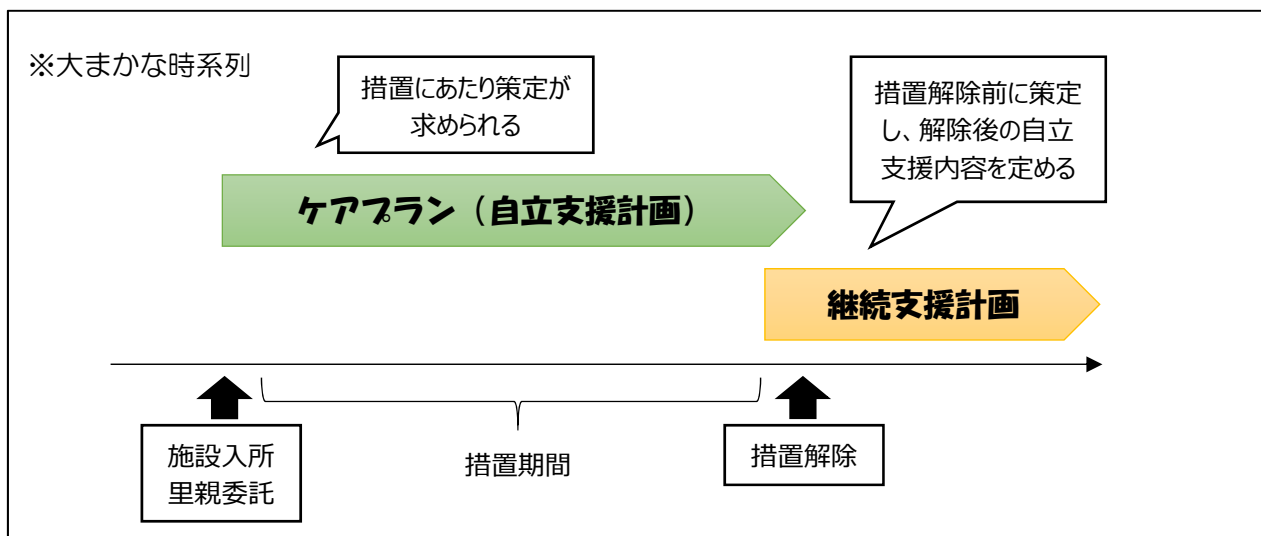 ※大まかな時系列
措置にあたり策定が
求められる
措置解除前に策定
し、解除後の自立
支援内容を定める
ケアプラン（自立支援計画）
継続支援計画
施設入所
里親委託
措置期間
措置解除